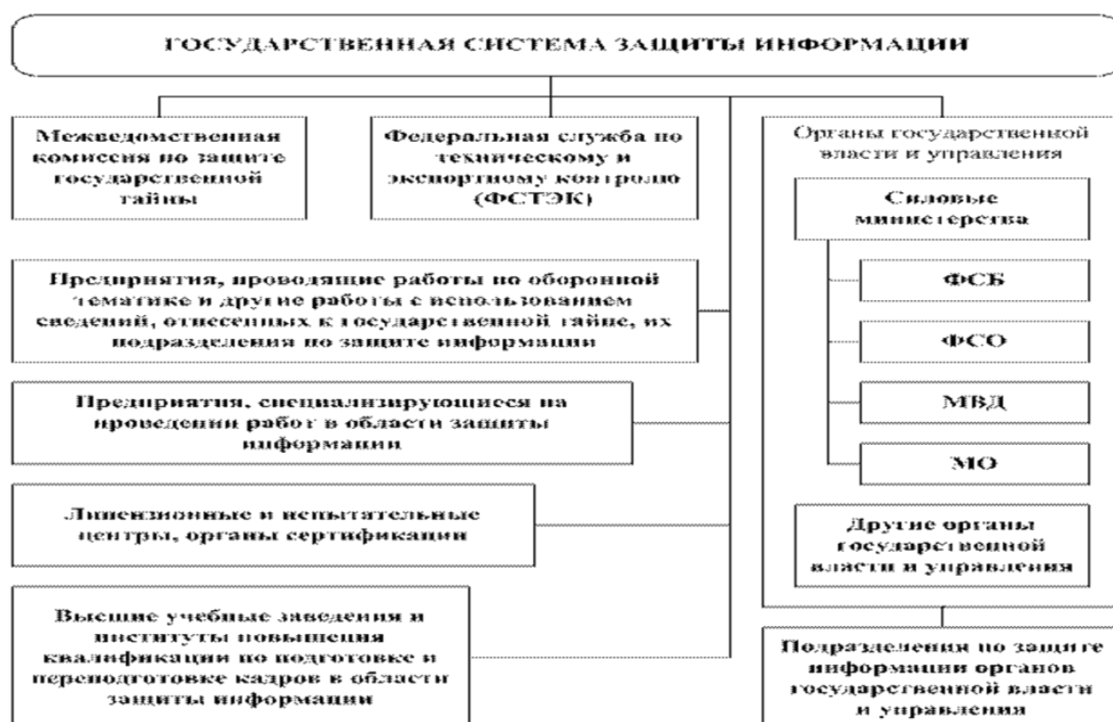 ГОСУДАРСТВЕННАЯ СИСТЕМА ЗАЩИТЫ ИНФОРМАЦИИ
Межведомственная
комиссия по защите
государственной
тайны
Федеральная служба по
техническому и
экспортному контролю
(ФСТЭК)
Органы государственной
власти и управления
Силовые
министерства
ФСБ
ФСО
МВД
МО
Другие органы
государственной
власти и управления
Предприятия, проводящие работы по оборонной
тематике и другие работы с использованием
сведений, отнесенных к государственной тайне, их
подразделения по защите информации
Предприятия, специализирующиеся на
проведении работ в области защиты
информации
Лицензионные и испытательные
центры, органы сертификации
Высшие учебные заведения и
институты повышения
квалификации по подготовке и
переподготовке кадров в области
защиты информации
Подразделения по защите
информации органов
государственной власти
и управления